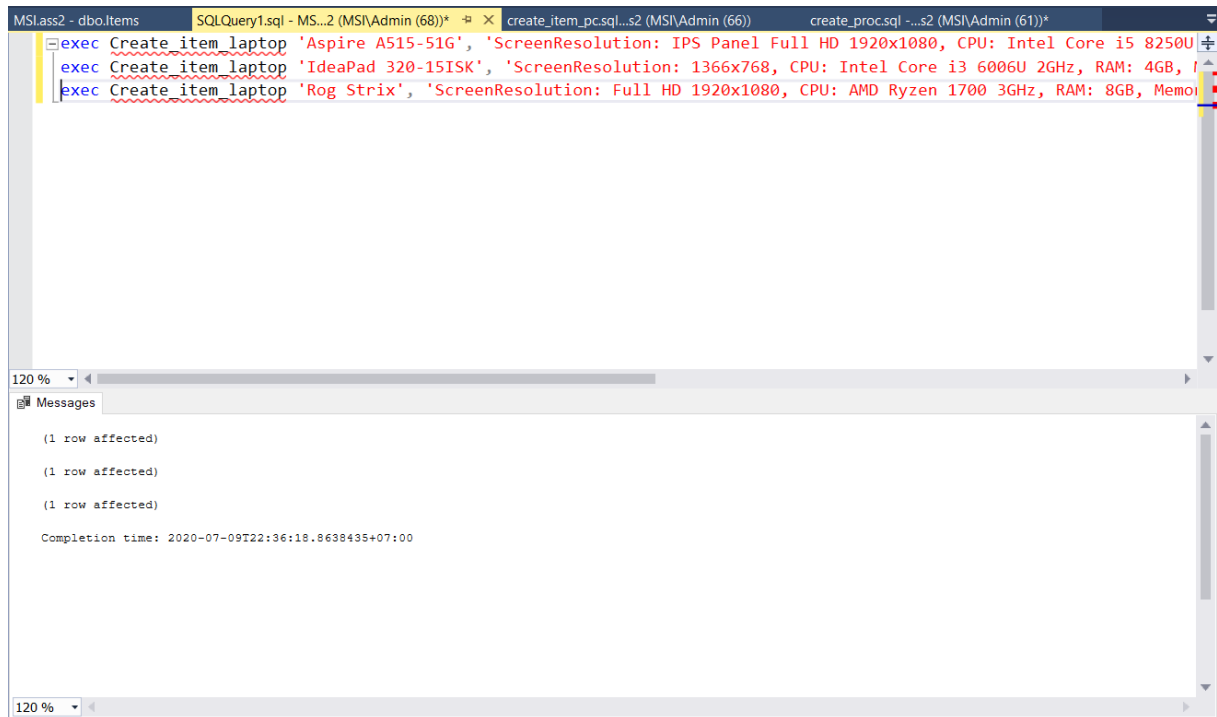 MSI.ass2 - dbo.Items SQLQuery1.sql - MS...2 (MSI\Admin (68))* create_item_pc.sql...s2 (MSI\Admin (66)) create_proc.sql -...s2 (MSI\Admin (61))*
exec Create_item_laptop 'Aspire A515-51G', 'ScreenResolution: IPS Panel Full HD 1920x1080, CPU: Intel Core i5 8250U
exec Create_item_laptop 'IdeaPad 320-15ISK', 'ScreenResolution: 1366x768, CPU: Intel Core i3 6006U 2GHz, RAM: 4GB,
exec Create_item_laptop 'Rog Strix', 'ScreenResolution: Full HD 1920x1080, CPU: AMD Ryzen 1700 3GHz, RAM: 8GB,
120 %
Messages
(1 row affected)
(1 row affected)
(1 row affected)
Completion time: 2020-07-09T22:36:18.8638435+07:00
120 %